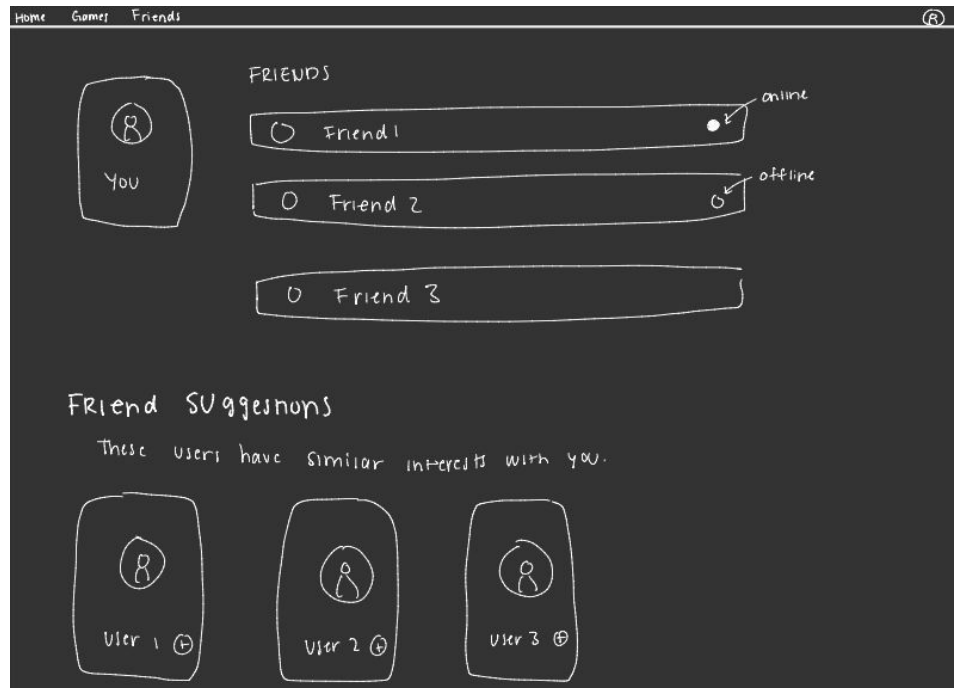 Home Games Friends
FRIENDS
online
Friend 1
YOU
offline
Friend 2
Friend 3
Friend Suggestions
These users have similar interests with you.
User 1 +
User 2 +
User 3 +